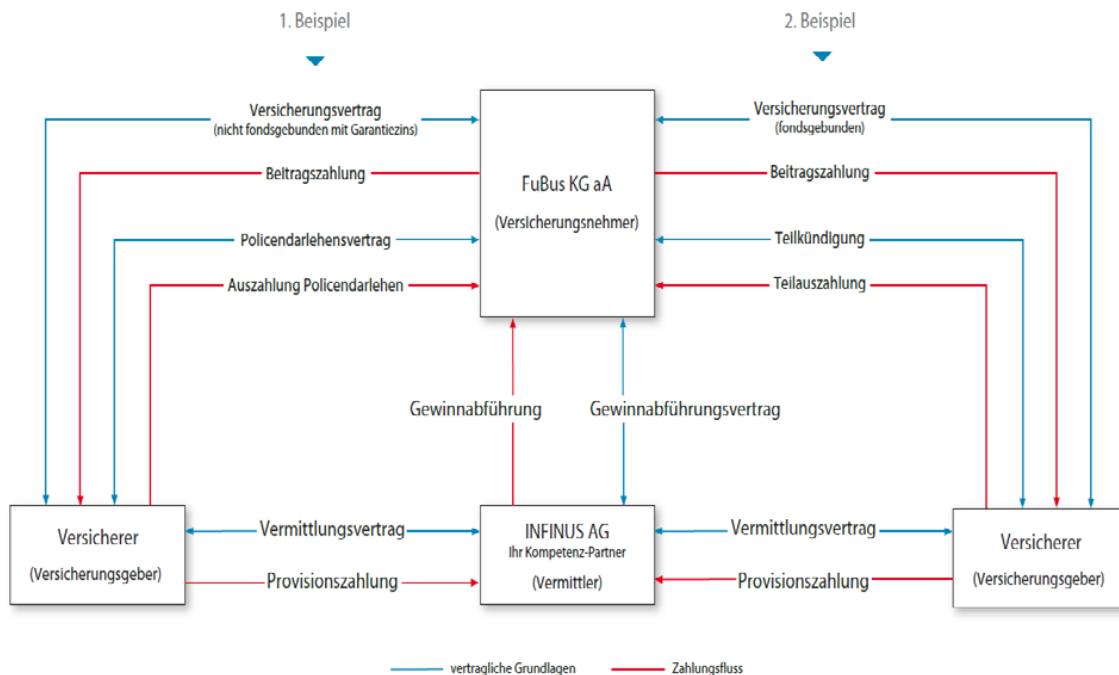 1. Beispiel
2. Beispiel
Versicherungsvertrag
(nicht fondsgebunden mit Garantiezins)
Beitragszahlung
Policendarlehensvertrag
Auszahlung Policendarlehen
FuBus KG aA
(Versicherungsnehmer)
Versicherungsvertrag
(fondsgebunden)
Beitragszahlung
Teilkündigung
Teilauszahlung
Gewinnabführung
Gewinnabführungsvertrag
Versicherer
(Versicherungsgeber)
Vermittlungsvertrag
Provisionszahlung
INFINUS AG
Ihr Kompetenz-Partner
(Vermittler)
Vermittlungsvertrag
Provisionszahlung
Versicherer
(Versicherungsgeber)
vertragliche Grundlagen
Zahlungsfluss